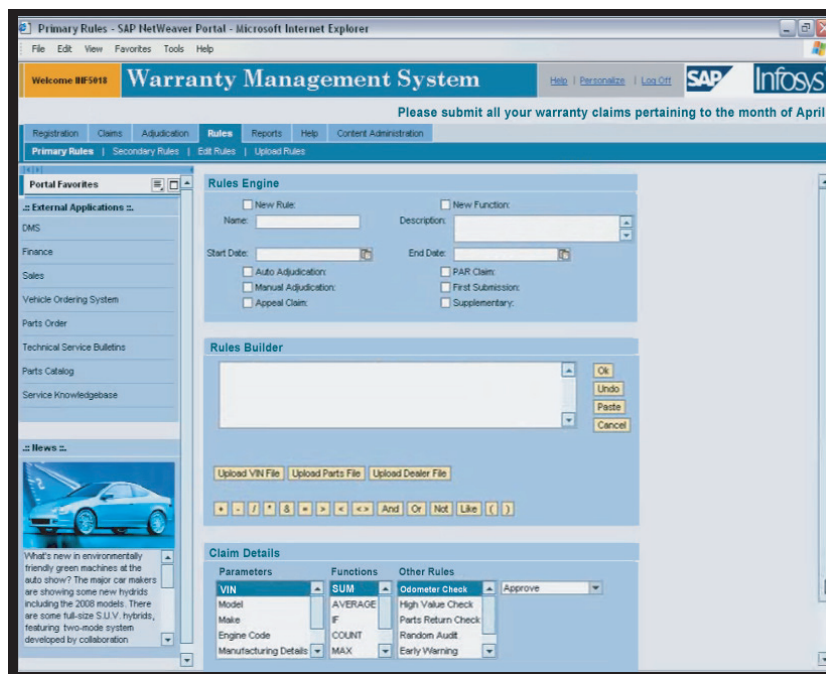 Primary Rules - SAP NetWeaver Portal - Microsoft Internet Explorer
File Edit View Favorites Tools Help
Welcome
Warranty Management System
Help | Personalize | Log Off
SAP
Infosys
Please submit all your warranty claims pertaining to the month of April
Registration Claims Adjudication Rules Reports Help Content Administration
Primary Rules | Secondary Rules | Edit Rules | Upload Rules
Portal Favorites
.:: External Applications ::.
DMS
Finance
Sales
Vehicle Ordering System
Parts Order
Technical Service Bulletins
Parts Catalog
Service Knowledgebase
.:: News ::.
What's new in environmentally
friendly green machines at the
auto show? The major car makers
are showing some new hydrids
including the 2008 models. There
are some full-size S.U.V. hybrids,
featuring two-mode system
developed by collaboration
Rules Engine
New Rule: New Function:
Name: Description:
Start Date: End Date:
Auto Adjudication: PAR Claim:
Manual Adjudication: First Submission:
Appeal Claim: Supplementary:
Rules Builder
Ok
Undo
Paste
Cancel
Upload VIN File Upload Parts File Upload Dealer File
+ - / * & = > < <> And Or Not Like ( )
Claim Details
Parameters Functions Other Rules
VIN SUM Odometer Check Approve
Model AVERAGE High Value Check
Make IF Parts Return Check
Engine Code COUNT Random Audit
Manufacturing Details MAX Early Warning